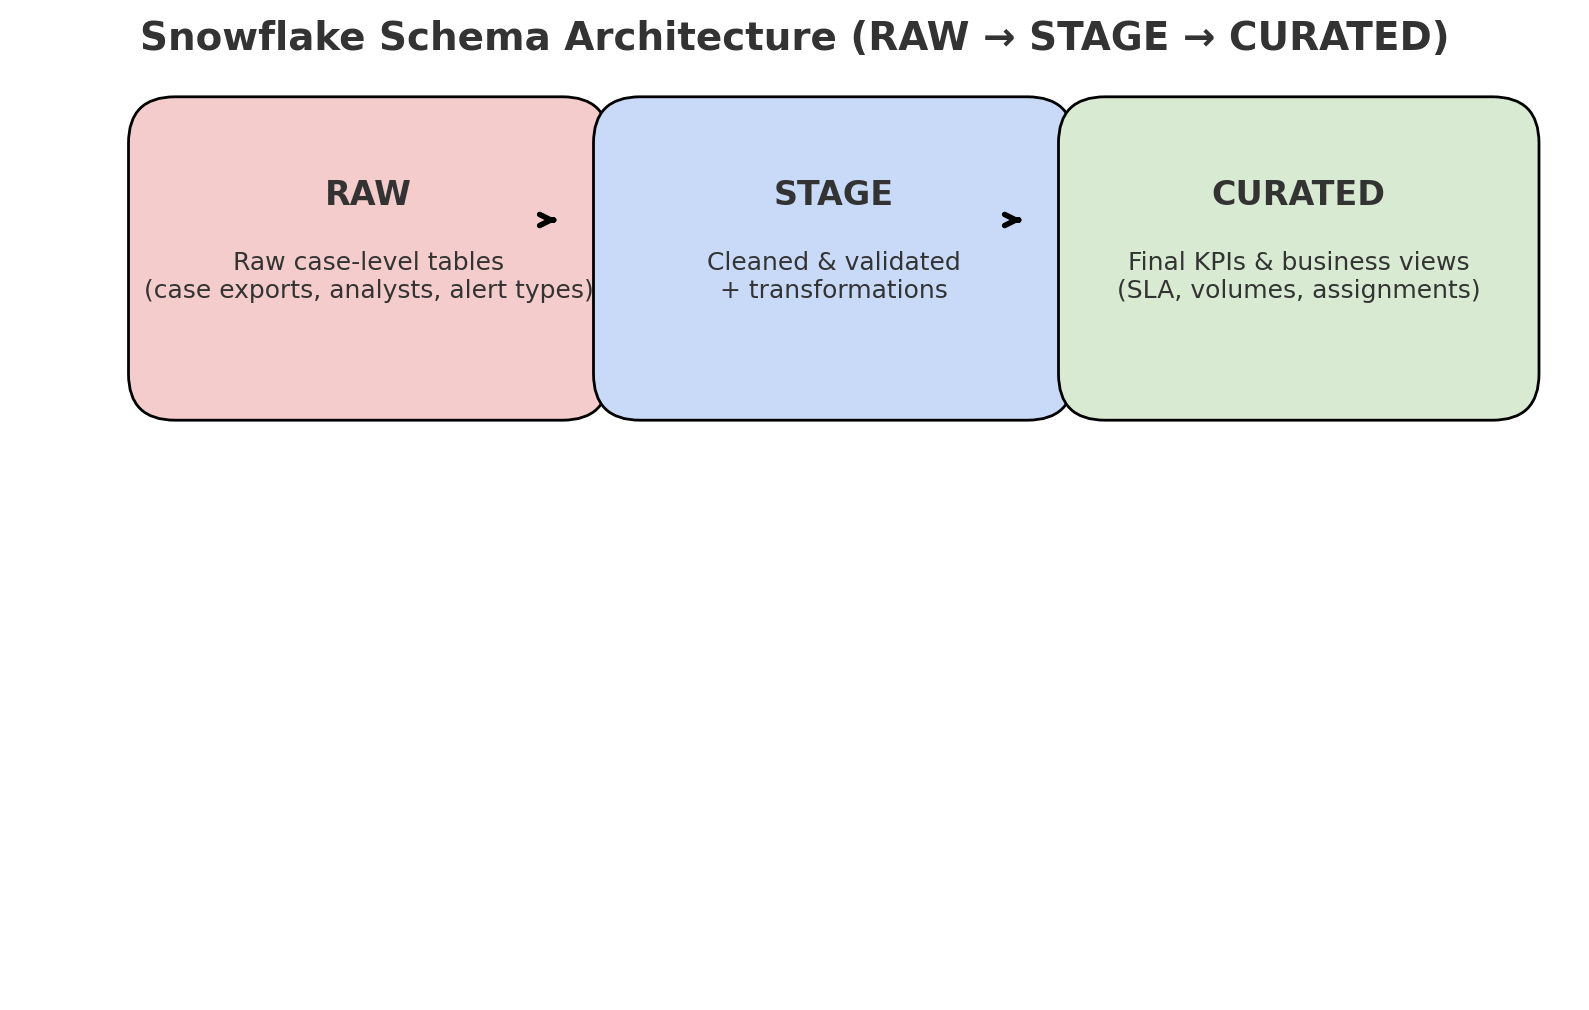 Snowflake Schema Architecture (RAW → STAGE → CURATED)
RAW
Raw case-level tables
(case exports, analysts, alert types)
STAGE
Cleaned & validated
+ transformations
CURATED
Final KPIs & business views
(SLA, volumes, assignments)